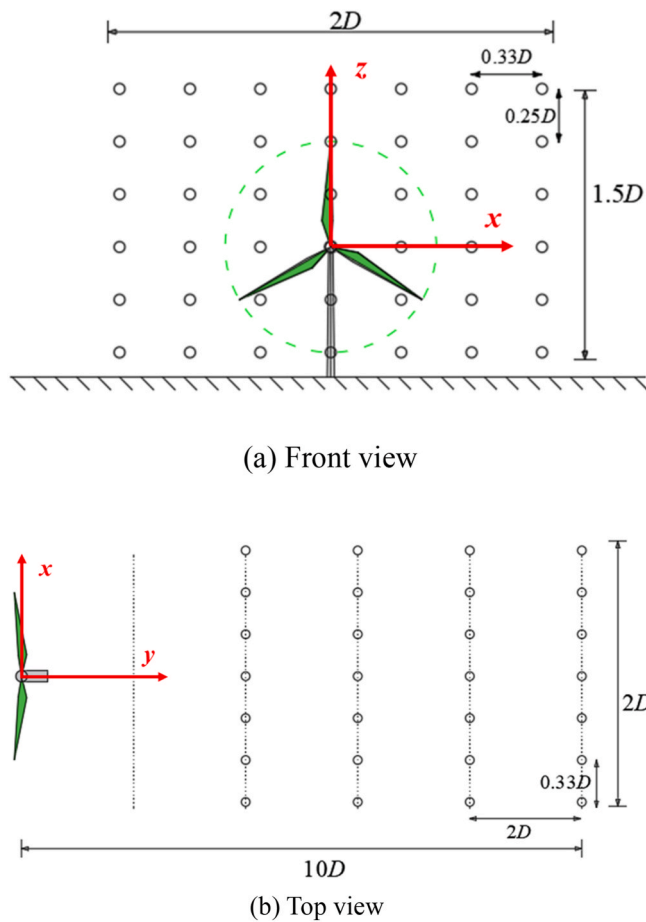 2D
0.33D
z
0.25D
1.5D
x
(a) Front view
x
y
2D
0.33D
2D
10D
(b) Top view